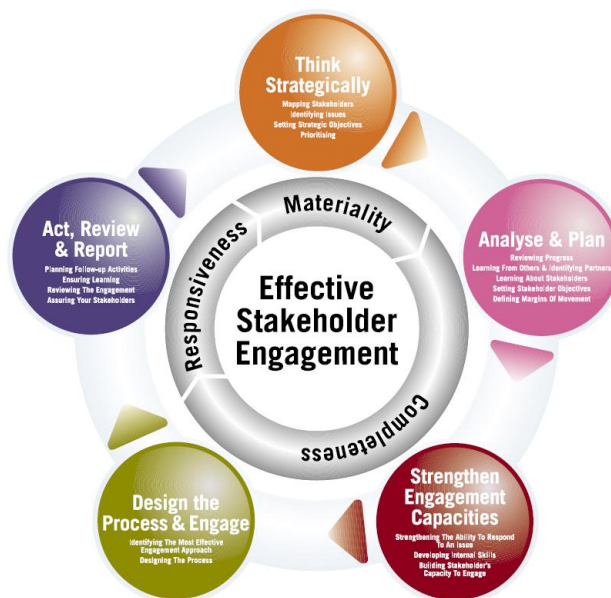 Think
Strategically
Mapping Stakeholders
Identifying Issues
Setting Strategic Objectives
Prioritising
Analyse & Plan
Reviewing Progress
Learning From Others & Identifying Partners
Learning About Stakeholders
Setting Stakeholder Objectives
Defining Margins Of Movement
Strengthen
Engagement
Capacities
Strengthening The Ability To Respond
To An Issue
Developing Internal Skills
Building Stakeholder's
Capacity To Engage
Design the
Process & Engage
Identifying The Most Effective
Engagement Approach
Designing The Process
Act, Review
& Report
Planning Follow-up Activities
Ensuring Learning
Reviewing The Engagement
Assuring Your Stakeholders
Materiality
Completeness
Responsiveness
Effective
Stakeholder
Engagement